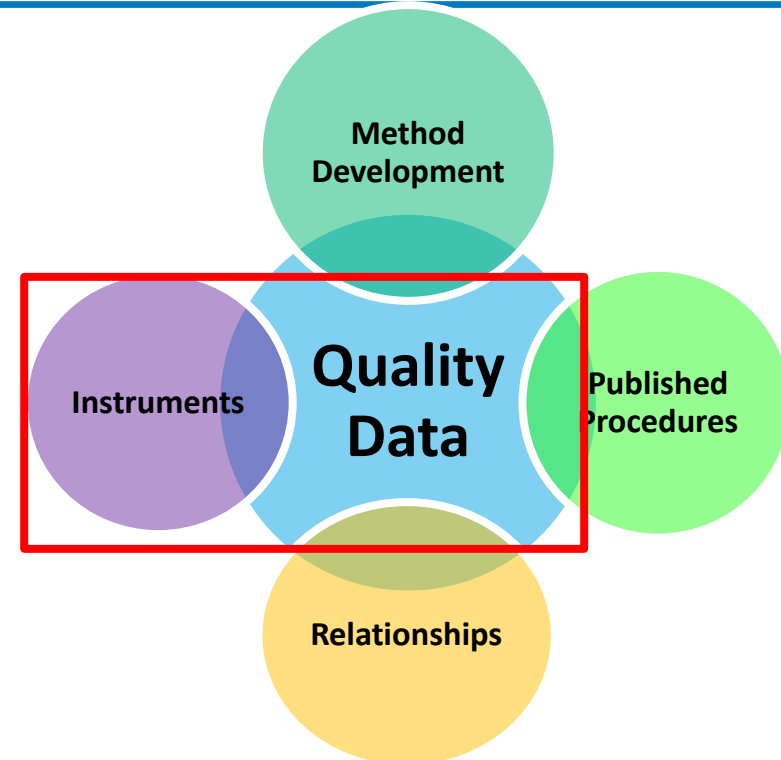 Method
Development
Instruments
Quality
Data
Published
Procedures
Relationships